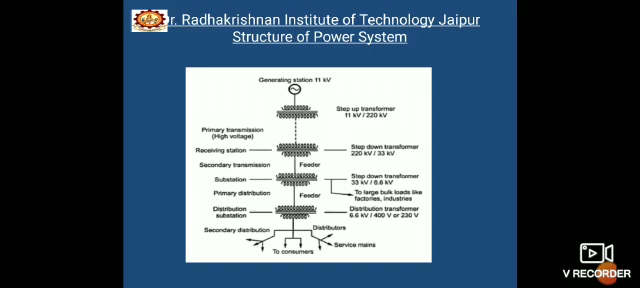 Dr. Radhakrishnan Institute of Technology Jaipur
Structure of Power System
Generating station 11 kV
Step up transformer
11 kV / 220 kV
Primary transmission
(High voltage)
Receiving station
Step down transformer
220 kV / 33 kV
Secondary transmission
Feeder
Substation
Step down transformer
33 kV / 6.6 kV
Primary distribution
Feeder
To large bulk loads like
factories, industries
Distribution
substation
Distribution transformer
6.6 kV / 400 V or 230 V
Secondary distribution
Distributors
Service mains
To consumers
V RECORDER